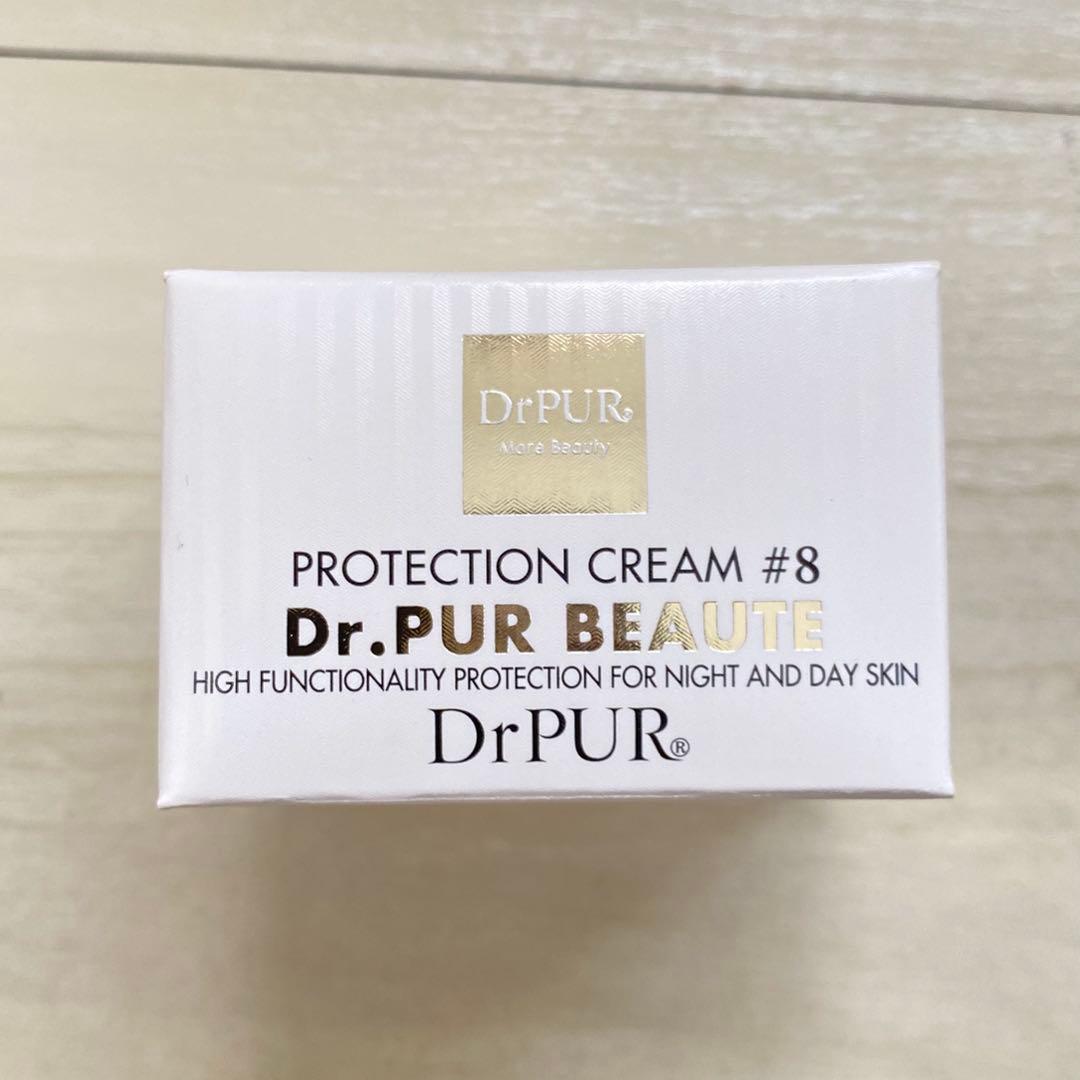 DrPUR®
More Beauty
PROTECTION CREAM #8
Dr.PUR BEAUTE
HIGH FUNCTIONALITY PROTECTION FOR NIGHT AND DAY SKIN
DrPUR®